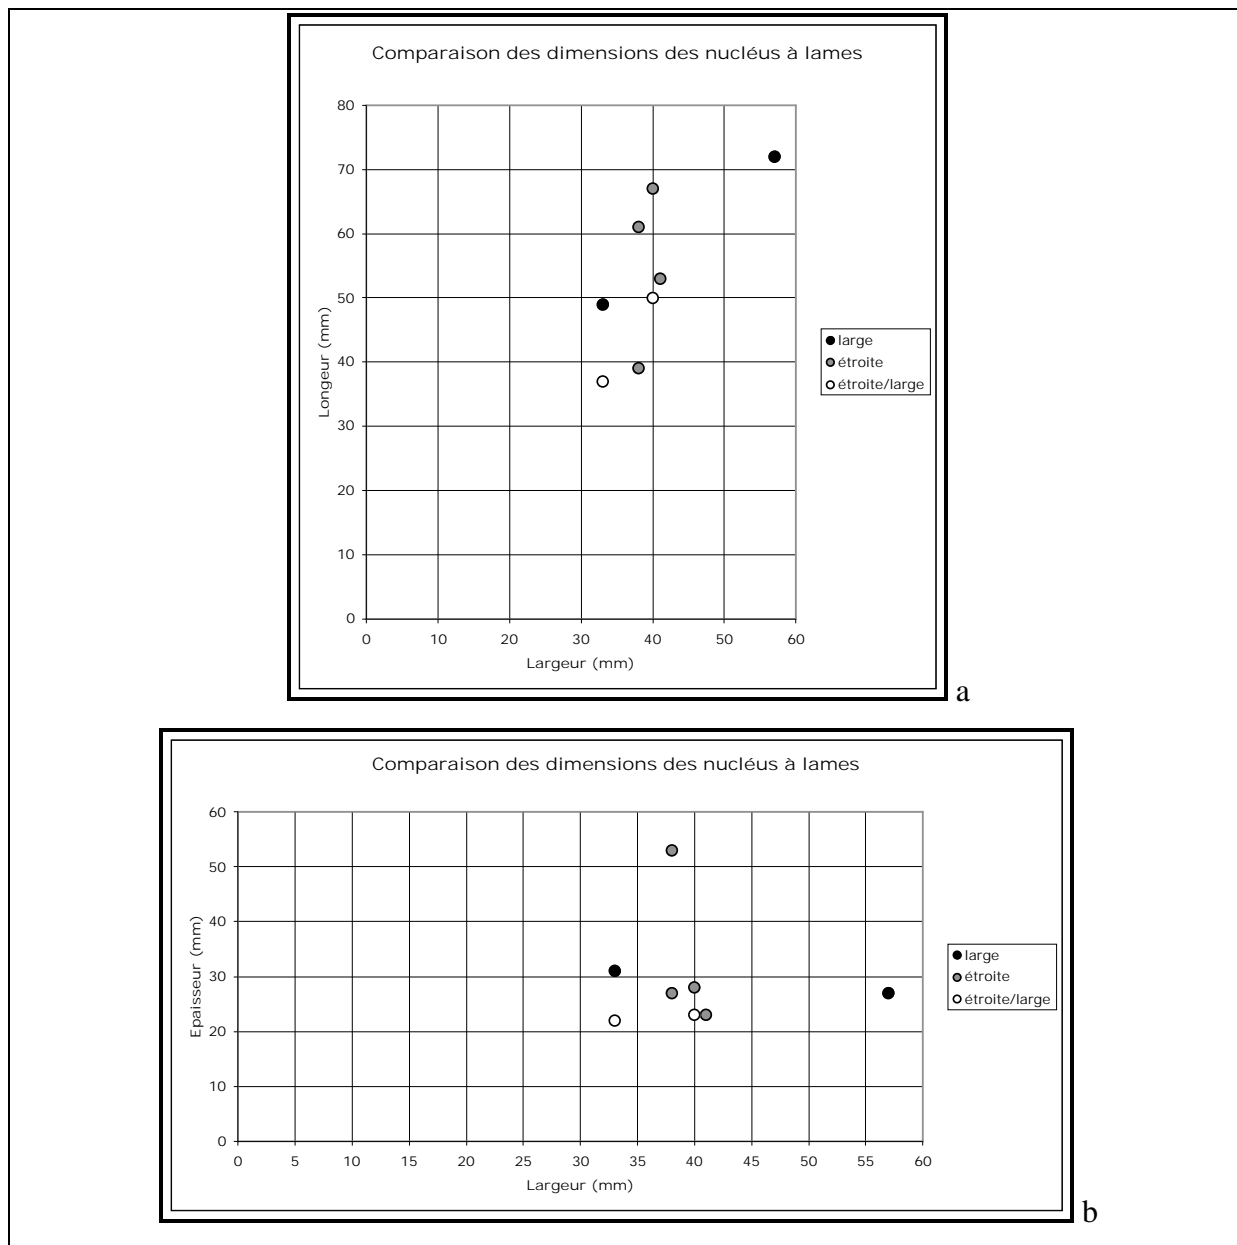 Comparaison des dimensions des nucléus à lames
80
70
60
50
40
30
20
10
0
Longeur (mm)
0 10 20 30 40 50 60
Largeur (mm)
large
étroite
étroite/large
a
Comparaison des dimensions des nucléus à lames
60
50
40
30
20
10
0
Epaisseur (mm)
0 5 10 15 20 25 30 35 40 45 50 55 60
Largeur (mm)
large
étroite
étroite/large
b